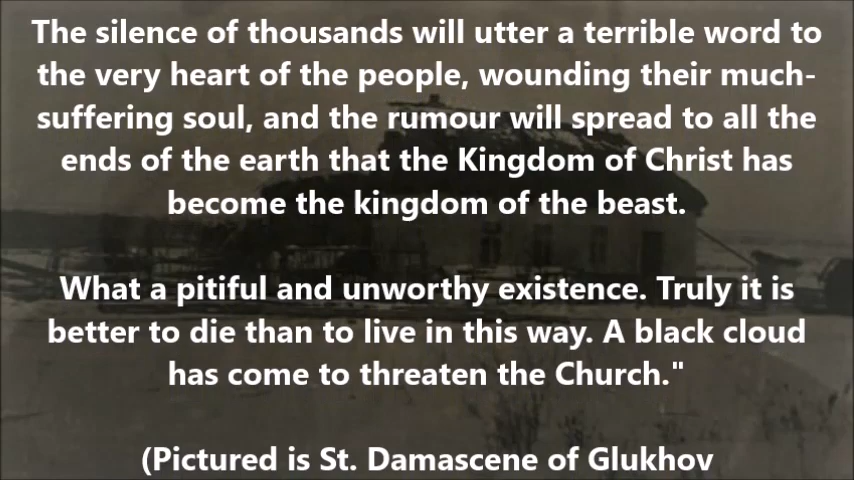 The silence of thousands will utter a terrible word to
the very heart of the people, wounding their much-
suffering soul, and the rumour will spread to all the
ends of the earth that the Kingdom of Christ has
become the kingdom of the beast.
What a pitiful and unworthy existence. Truly it is
better to die than to live in this way. A black cloud
has come to threaten the Church."
(Pictured is St. Damascene of Glukhov